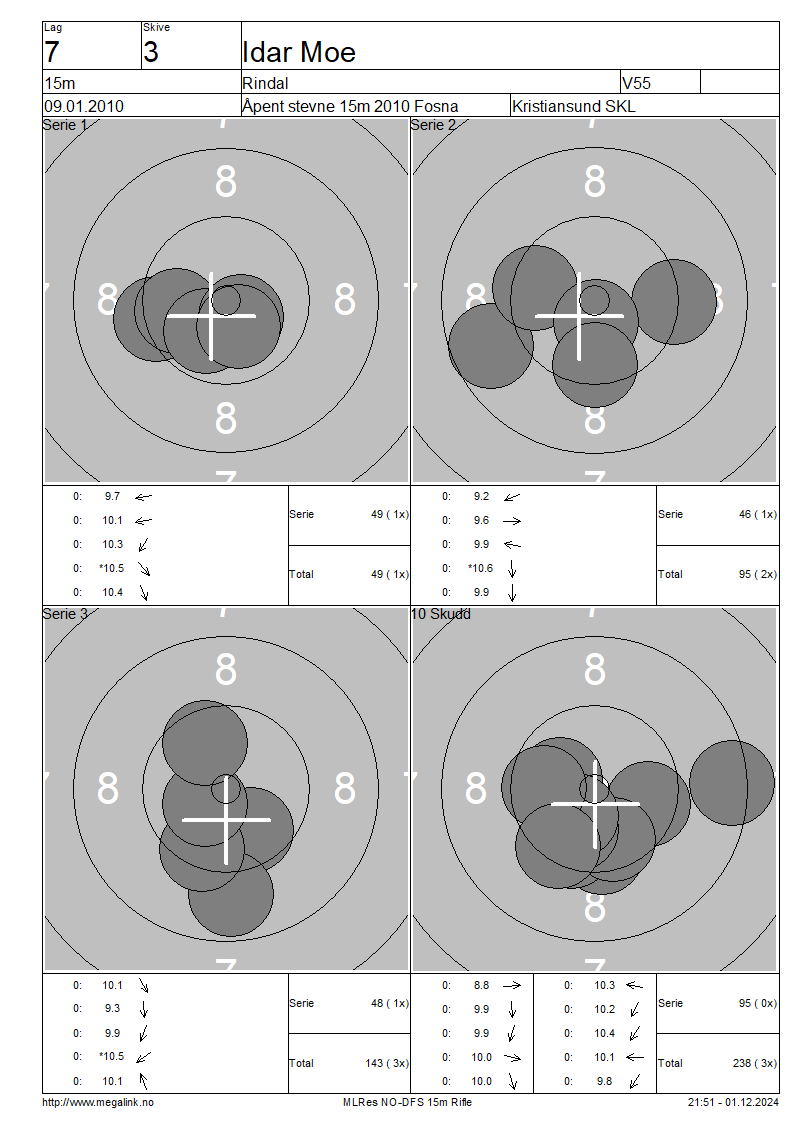 Lag Skive
7 3 Idar Moe
15m Rindal V55
09.01.2010 Åpent stevne 15m 2010 Fosna Kristiansund SKL
Serie 1 7 Serie 2 7
8 8
7 8 8 7 8 8
8 8
7 7
0: 9.7 0: 9.2
0: 10.1 Serie 49 ( 1x) 0: 9.6 Serie 46 ( 1x)
0: 10.3 0: 9.9
0: *10.5 Total 49 ( 1x) 0: *10.6 Total 95 ( 2x)
0: 10.4 0: 9.9
Serie 3 7 10 Skudd 7
8 8
7 8 8 7 8
8
7 7
0: 10.1 0: 8.8 0: 10.3
0: 9.3 Serie 48 ( 1x) 0: 9.9 0: 10.2 Serie 95 ( 0x)
0: 9.9 0: 9.9 0: 10.4
0: *10.5 Total 143 ( 3x) 0: 10.0 0: 10.1 Total 238 ( 3x)
0: 10.1 0: 10.0 0: 9.8
http://www.megalink.no MLRes NO-DFS 15m Rifle 21:51 - 01.12.2024